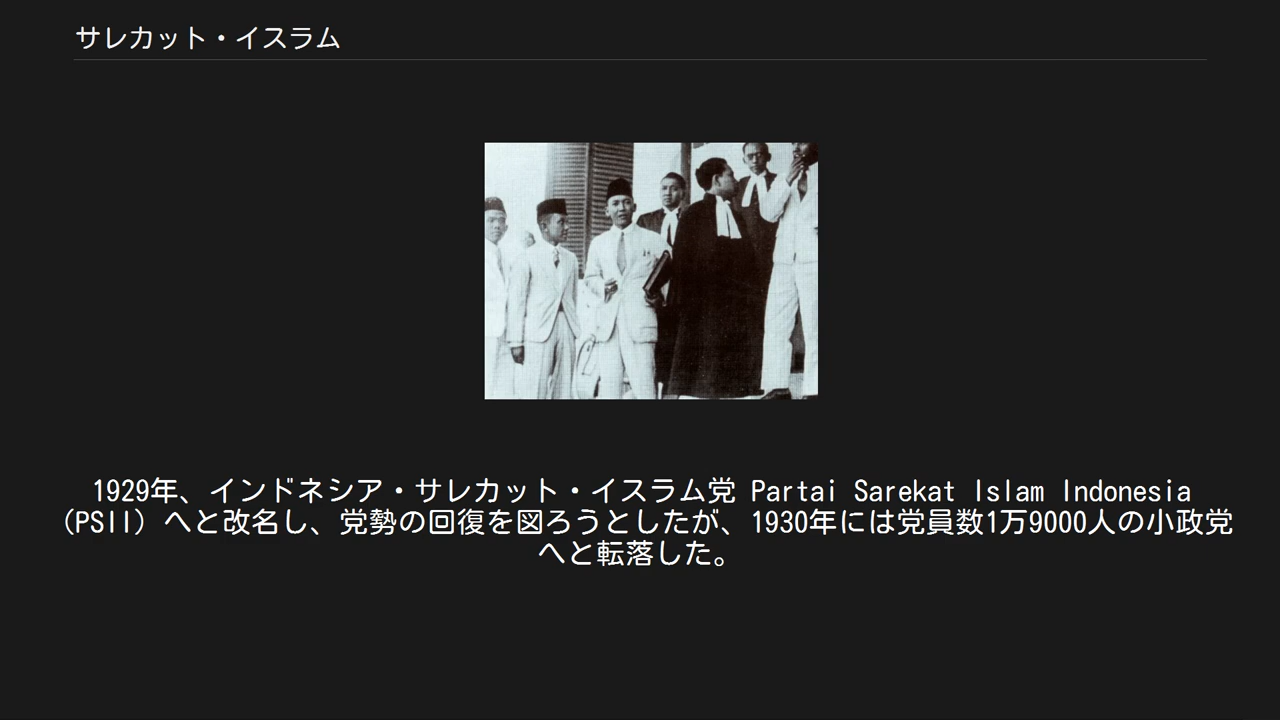 サレカット・イスラム
1929年、インドネシア・サレカット・イスラム党 Partai Sarekat Islam Indonesia
（PSII）へと改名し、党勢の回復を図ろうとしたが、1930年には党員数1万9000人の小政党
へと転落した。